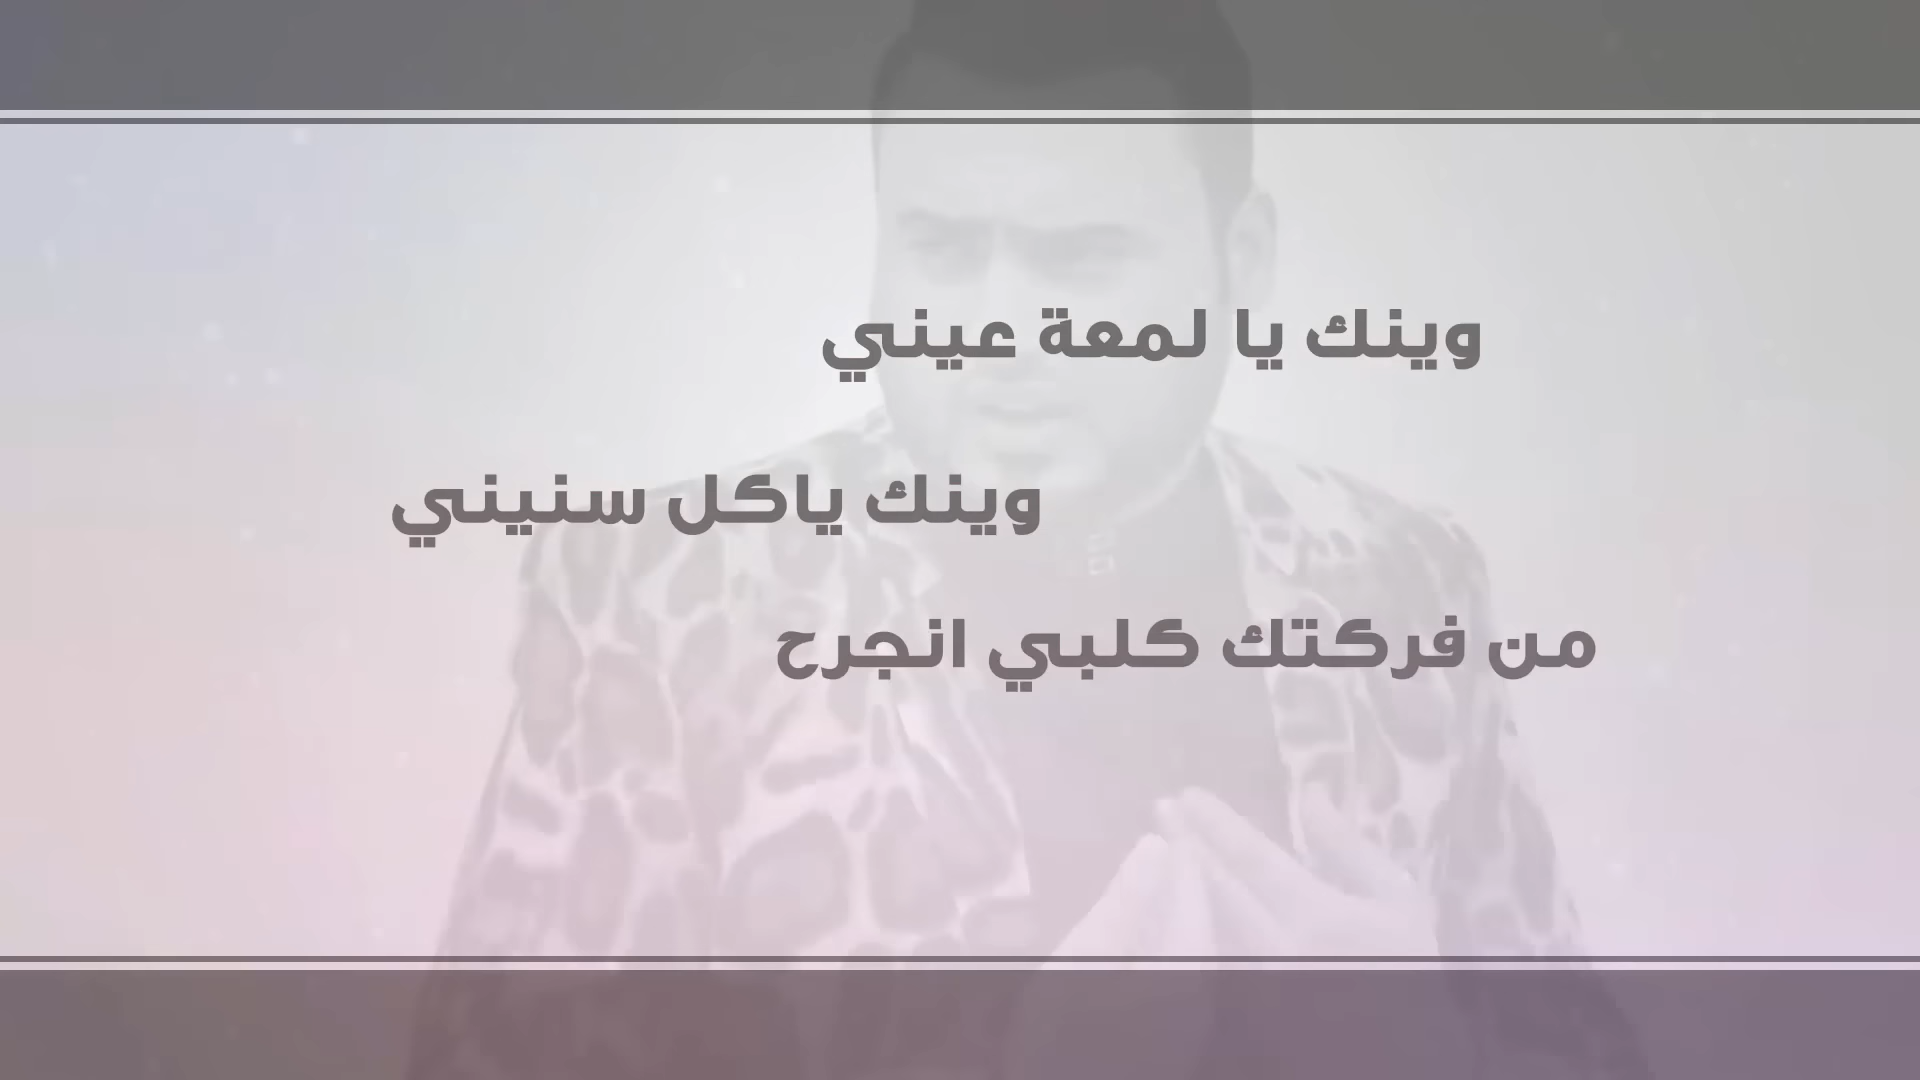 وينك يا لمعة عيني
وينك ياكل سنيني
من فركتك كلبي انجرح